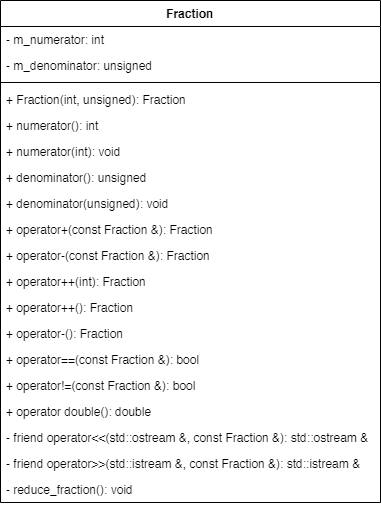 Fraction
- m_numerator: int
- m_denominator: unsigned
+ Fraction(int, unsigned): Fraction
+ numerator(): int
+ numerator(int): void
+ denominator(): unsigned
+ denominator(unsigned): void
+ operator+(const Fraction &): Fraction
+ operator-(const Fraction &): Fraction
+ operator++(int): Fraction
+ operator++(): Fraction
+ operator-(): Fraction
+ operator==(const Fraction &): bool
+ operator!=(const Fraction &): bool
+ operator double(): double
- friend operator<<(std::ostream &, const Fraction &): std::ostream &
- friend operator>>(std::istream &, const Fraction &): std::istream &
- reduce_fraction(): void